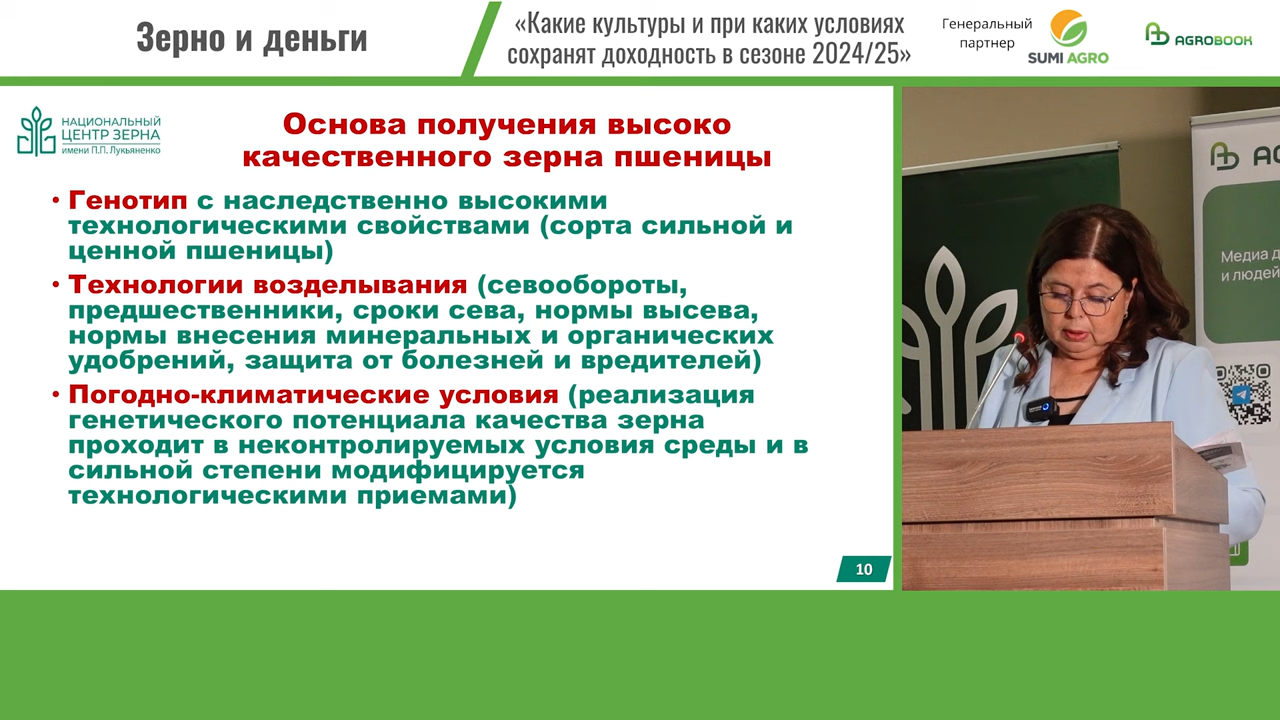 Зерно и деньги
«Какие культуры и при каких условиях
сохранят доходность в сезоне 2024/25»
Генеральный
партнер
SUMI AGRO
AGROBOOK
НАЦИОНАЛЬНЫЙ
ЦЕНТР ЗЕРНА
имени П.П. Лукьяненко
Основа получения высоко
качественного зерна пшеницы
• Генотип с наследственно высокими
технологическими свойствами (сорта сильной и
ценной пшеницы)
• Технологии возделывания (севообороты,
предшественники, сроки сева, нормы высева,
нормы внесения минеральных и органических
удобрений, защита от болезней и вредителей)
• Погодно-климатические условия (реализация
генетического потенциала качества зерна
проходит в неконтролируемых условия среды и в
сильной степени модифицируется
технологическими приемами)
10
Медиа
и людей